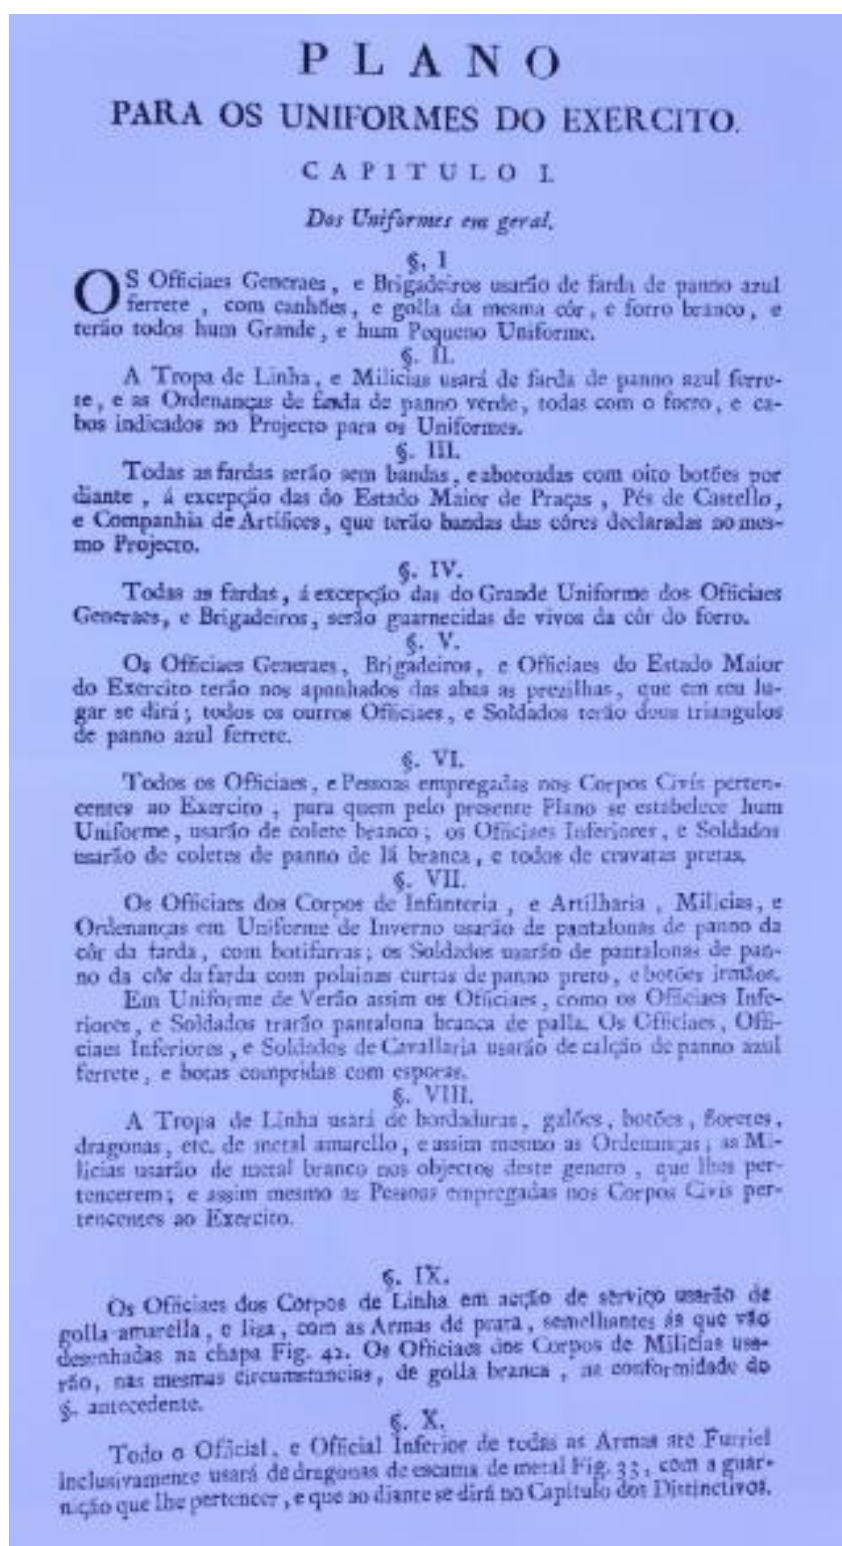 PLANO
PARA OS UNIFORMES DO EXERCITO.
CAPITULO I.
Dos Uniformes em geral.
§. I
OS Officiaes Generaes, e Brigadeiros usarão de farda de panno azul
ferrete, com canhões, e golla da mesma côr, e forro branco, e
terão todos hum Grande, e hum Pequeno Uniforme.
§. II.
A Tropa de Linha, e Milicias usará de farda de panno azul ferre-
te, e as Ordenanças de farda de panno verde, todas com o forro, e ca-
bos indicados no Projecto para os Uniformes.
§. III.
Todas as fardas serão sem bandas, e abotoadas com oito botões por
diante, á excepção das do Estado Maior de Praças, Pés de Castello,
e Companhia de Artifices, que terão bandas das côres declaradas no mes-
mo Projecto.
§. IV.
Todas as fardas, á excepção das do Grande Uniforme dos Officiaes
Generaes, e Brigadeiros, serão guarnecidas de vivos da côr do forro.
§. V.
Os Officiaes Generaes, Brigadeiros, e Officiaes do Estado Maior
do Exercito terão nos apanhados das abas as prezilhas, que em seu lu-
gar se dirá; todos os outros Officiaes, e Soldados terão dous triangulos
de panno azul ferrete.
§. VI.
Todos os Officiaes, e Pessoas empregadas nos Corpos Civís perten-
centes ao Exercito, para quem pelo presente Plano se estabelece hum
Uniforme, usarão de colete branco; os Officiaes Inferiores, e Soldados
usarão de coletes de panno de lã branca, e todos de cravatas pretas.
§. VII.
Os Officiaes dos Corpos de Infanteria, e Artilharia, Milicias, e
Ordenanças em Uniforme de Inverno usarão de pantalonas de panno da
côr da farda, com botifarras; os Soldados usarão de pantalonas de pan-
no da côr da farda com polainas curtas de panno preto, e botões irmãos.
Em Uniforme de Verão assim os Officiaes, como os Officiaes Infe-
riores, e Soldados trarão pantalona branca de palla. Os Officiaes, Offi-
ciaes Inferiores, e Soldados de Cavallaria usarão de calção de panno azul
ferrete, e botas compridas com esporas.
§. VIII.
A Tropa de Linha usará de bordaduras, galões, botões, floretes,
dragonas, etc. de metal amarello, e assim mesmo as Ordenanças; as Mi-
licias usarão de metal branco nos objectos deste genero, que lhes per-
tencerem; e assim mesmo as Pessoas empregadas nos Corpos Civís per-
tencentes ao Exercito.
§. IX.
Os Officiaes dos Corpos de Linha em acção de serviço usarão de
golla amarella, e liza, com as Armas de prata, semelhantes ás que vão
desenhadas na chapa Fig. 42. Os Officiaes dos Corpos de Milicias usa-
rão, nas mesmas circumstancias, de golla branca, na conformidade do
§. antecedente.
§. X.
Todo o Official, e Official Inferior de todas as Armas até Furriel
inclusivamente usará de dragonas de escama de metal Fig. 33, com a guar-
nição que lhe pertencer, e que ao diante se dirá no Capitulo dos Distinctivos.